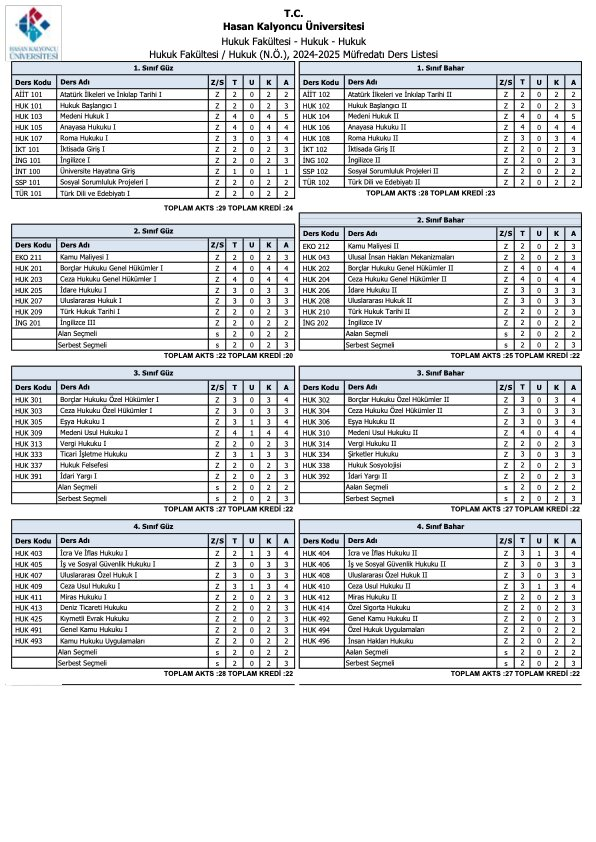 HASAN KALYONCU
ÜNİVERSİTESİ
T.C.
Hasan Kalyoncu Üniversitesi
Hukuk Fakültesi - Hukuk - Hukuk
Hukuk Fakültesi / Hukuk (N.Ö.), 2024-2025 Müfredatı Ders Listesi
1. Sınıf Güz
Ders Kodu Ders Adı Z/S T U K A
AİİT 101 Atatürk İlkeleri ve İnkılap Tarihi I Z 2 0 2 2
HUK 101 Hukuk Başlangıcı I Z 2 0 2 3
HUK 103 Medeni Hukuk I Z 4 0 4 5
HUK 105 Anayasa Hukuku I Z 4 0 4 4
HUK 107 Roma Hukuku I Z 2 0 2 3
İKT 101 İktisada Giriş I Z 2 0 2 3
İNG 101 İngilizce I Z 2 0 2 2
İNT 100 Üniversite Hayatına Giriş Z 1 0 1 1
SSP 101 Sosyal Sorumluluk Projeleri I Z 2 0 2 2
TÜR 101 Türk Dili ve Edebiyatı I Z 2 0 2 2
TOPLAM AKTS :29 TOPLAM KREDİ :24
1. Sınıf Bahar
Ders Kodu Ders Adı Z/S T U K A
AİİT 102 Atatürk İlkeleri ve İnkılap Tarihi II Z 2 0 2 2
HUK 102 Hukuk Başlangıcı II Z 2 0 2 3
HUK 104 Medeni Hukuk II Z 4 0 4 5
HUK 106 Anayasa Hukuku II Z 4 0 4 4
HUK 108 Roma Hukuku II Z 2 0 2 3
İKT 102 İktisada Giriş II Z 2 0 2 3
İNG 102 İngilizce II Z 2 0 2 2
SSP 102 Sosyal Sorumluluk Projeleri II Z 2 0 2 2
TÜR 102 Türk Dili ve Edebiyatı II Z 2 0 2 2
TOPLAM AKTS :28 TOPLAM KREDİ :23
2. Sınıf Güz
Ders Kodu Ders Adı Z/S T U K A
EKO 211 Kamu Maliyesi I Z 2 0 2 3
HUK 201 Borçlar Hukuku Genel Hükümler I Z 4 0 4 4
HUK 203 Ceza Hukuku Genel Hükümler I Z 4 0 4 4
HUK 205 İdare Hukuku I Z 3 0 3 3
HUK 207 Uluslararası Hukuk I Z 3 0 3 3
HUK 209 Türk Hukuk Tarihi I Z 2 0 2 3
İNG 201 İngilizce III Z 2 0 2 2
Alan Seçmeli s 2 0 2 2
Serbest Seçmeli s 2 0 2 2
TOPLAM AKTS :22 TOPLAM KREDİ :20
2. Sınıf Bahar
Ders Kodu Ders Adı Z/S T U K A
EKO 212 Kamu Maliyesi II Z 2 0 2 3
HUK 043 Ulusal İnsan Hakları Mekanizmaları Z 2 0 2 3
HUK 202 Borçlar Hukuku Genel Hükümler II Z 4 0 4 4
HUK 204 Ceza Hukuku Genel Hükümler II Z 4 0 4 4
HUK 206 İdare Hukuku II Z 3 0 3 3
HUK 208 Uluslararası Hukuk II Z 3 0 3 3
HUK 210 Türk Hukuk Tarihi II Z 2 0 2 3
İNG 202 İngilizce IV Z 2 0 2 2
Aalan Seçmeli s 2 0 2 2
Serbest Seçmeli s 2 0 2 2
TOPLAM AKTS :25 TOPLAM KREDİ :22
3. Sınıf Güz
Ders Kodu Ders Adı Z/S T U K A
HUK 301 Borçlar Hukuku Özel Hükümler I Z 3 0 3 4
HUK 303 Ceza Hukuku Özel Hükümler I Z 3 0 3 4
HUK 305 Eşya Hukuku I Z 3 1 3 4
HUK 309 Medeni Usul Hukuku I Z 4 1 4 4
HUK 313 Vergi Hukuku I Z 2 0 2 3
HUK 333 Ticari İşletme Hukuku Z 3 1 3 3
HUK 337 Hukuk Felsefesi Z 2 0 2 3
HUK 391 İdari Yargı I Z 2 0 2 3
Alan Seçmeli s 2 0 2 2
Serbest Seçmeli s 2 0 2 3
TOPLAM AKTS :27 TOPLAM KREDİ :22
3. Sınıf Bahar
Ders Kodu Ders Adı Z/S T U K A
HUK 302 Borçlar Hukuku Özel Hükümler II Z 3 0 3 4
HUK 304 Ceza Hukuku Özel Hükümler II Z 3 0 3 4
HUK 306 Eşya Hukuku II Z 3 0 3 4
HUK 310 Medeni Usul Hukuku II Z 4 0 4 4
HUK 314 Vergi Hukuku II Z 2 0 2 3
HUK 334 Şirketler Hukuku Z 3 0 3 3
HUK 338 Hukuk Sosyolojisi Z 2 0 2 3
HUK 392 İdari Yargı II Z 2 0 2 3
Aalan Seçmeli s 2 0 2 2
Serbest Seçmeli s 2 0 2 3
TOPLAM AKTS :27 TOPLAM KREDİ :22
4. Sınıf Güz
Ders Kodu Ders Adı Z/S T U K A
HUK 403 İcra Ve İflas Hukuku I Z 2 1 3 4
HUK 405 İş ve Sosyal Güvenlik Hukuku I Z 3 0 3 3
HUK 407 Uluslararası Özel Hukuk I Z 3 0 3 3
HUK 409 Ceza Usul Hukuku I Z 3 1 3 4
HUK 411 Miras Hukuku I Z 2 0 2 3
HUK 413 Deniz Ticareti Hukuku Z 2 0 2 3
HUK 425 Kıymetli Evrak Hukuku Z 2 0 2 3
HUK 491 Genel Kamu Hukuku I Z 2 0 2 3
HUK 493 Kamu Hukuku Uygulamaları Z 2 0 2 2
Alan Seçmeli s 2 0 2 2
Serbest Seçmeli s 2 0 2 3
TOPLAM AKTS :28 TOPLAM KREDİ :22
4. Sınıf Bahar
Ders Kodu Ders Adı Z/S T U K A
HUK 404 İcra ve İflas Hukuku II Z 3 1 3 4
HUK 406 İş ve Sosyal Güvenlik Hukuku II Z 3 0 3 3
HUK 408 Uluslararası Özel Hukuk II Z 3 0 3 3
HUK 410 Ceza Usul Hukuku II Z 3 1 3 4
HUK 412 Miras Hukuku II Z 2 0 2 3
HUK 414 Özel Sigorta Hukuku Z 2 0 2 3
HUK 492 Genel Kamu Hukuku II Z 2 0 2 3
HUK 494 Özel Hukuk Uygulamaları Z 2 0 2 2
HUK 496 İnsan Hakları Hukuku Z 2 0 2 2
Aalan Seçmeli s 2 0 2 2
Serbest Seçmeli s 2 0 2 3
TOPLAM AKTS :27 TOPLAM KREDİ :22